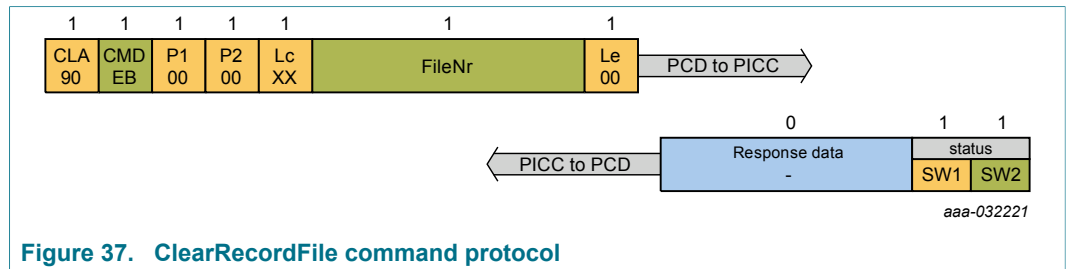 1 1 1 1 1 1 1
CLA CMD P1 P2 Lc FileNr Le
90 EB 00 00 XX 00
PCD to PICC
0 1 1
PICC to PCD
Response data
-
status
SW1 SW2
aaa-032221
Figure 37. ClearRecordFile command protocol